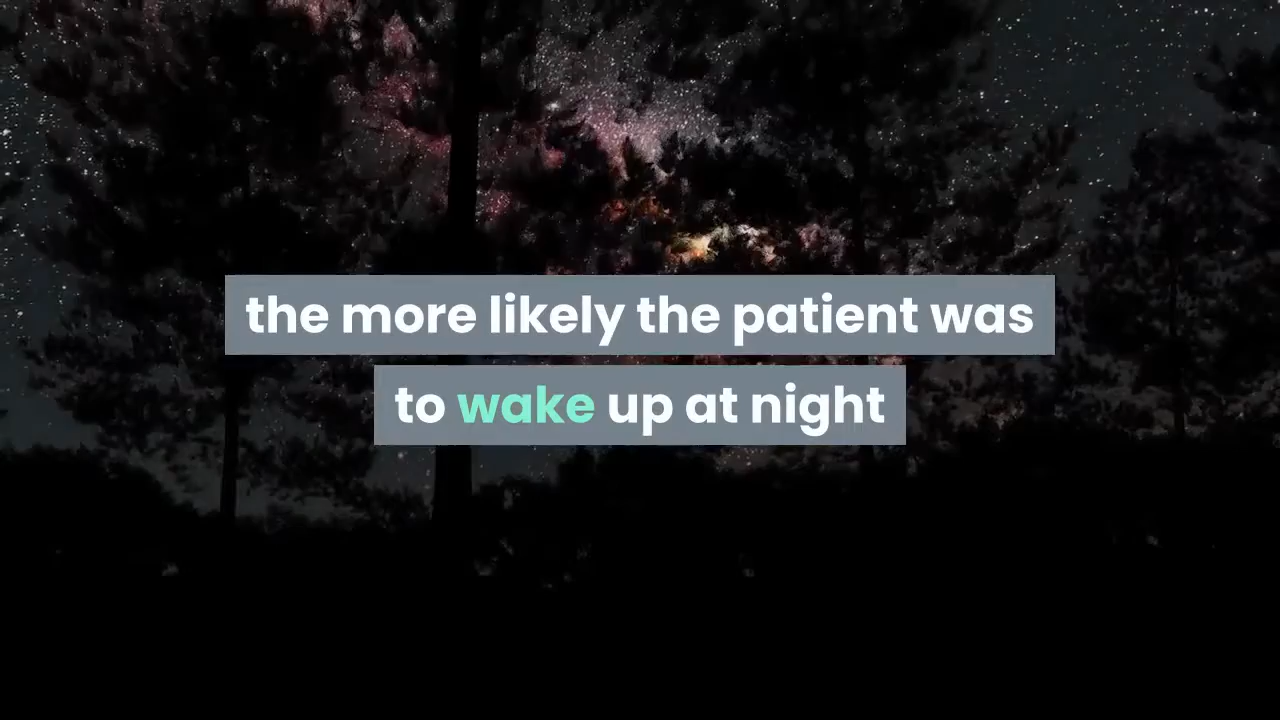 the more likely the patient was
to wake up at night